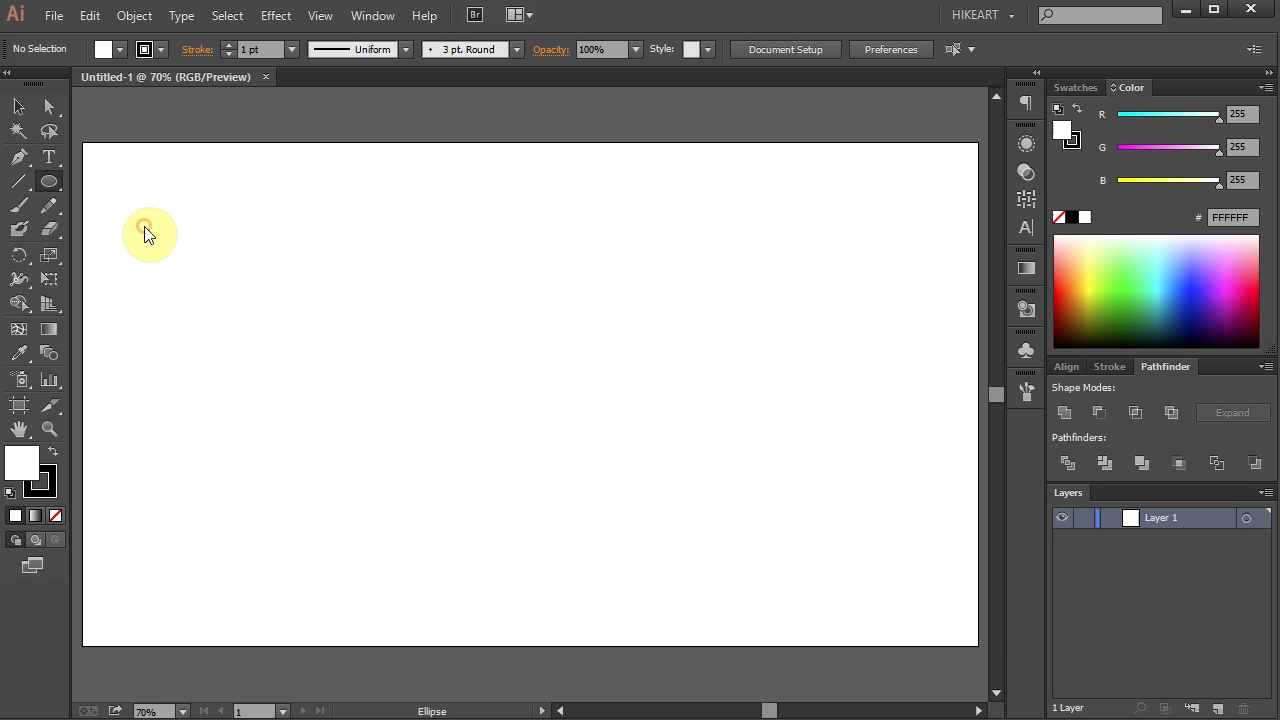 Ai File Edit Object Type Select Effect View Window Help Br HIKEART
No Selection Stroke: 1 pt Uniform 3 pt. Round Opacity: 100% Style: Document Setup Preferences
Untitled-1 @ 70% (RGB/Preview) ×
Swatches Color
R 255
G 255
B 255
# FFFFFF
Align Stroke Pathfinder
Shape Modes:
Expand
Pathfinders:
Layers
Layer 1
1 Layer
70% 1 Ellipse